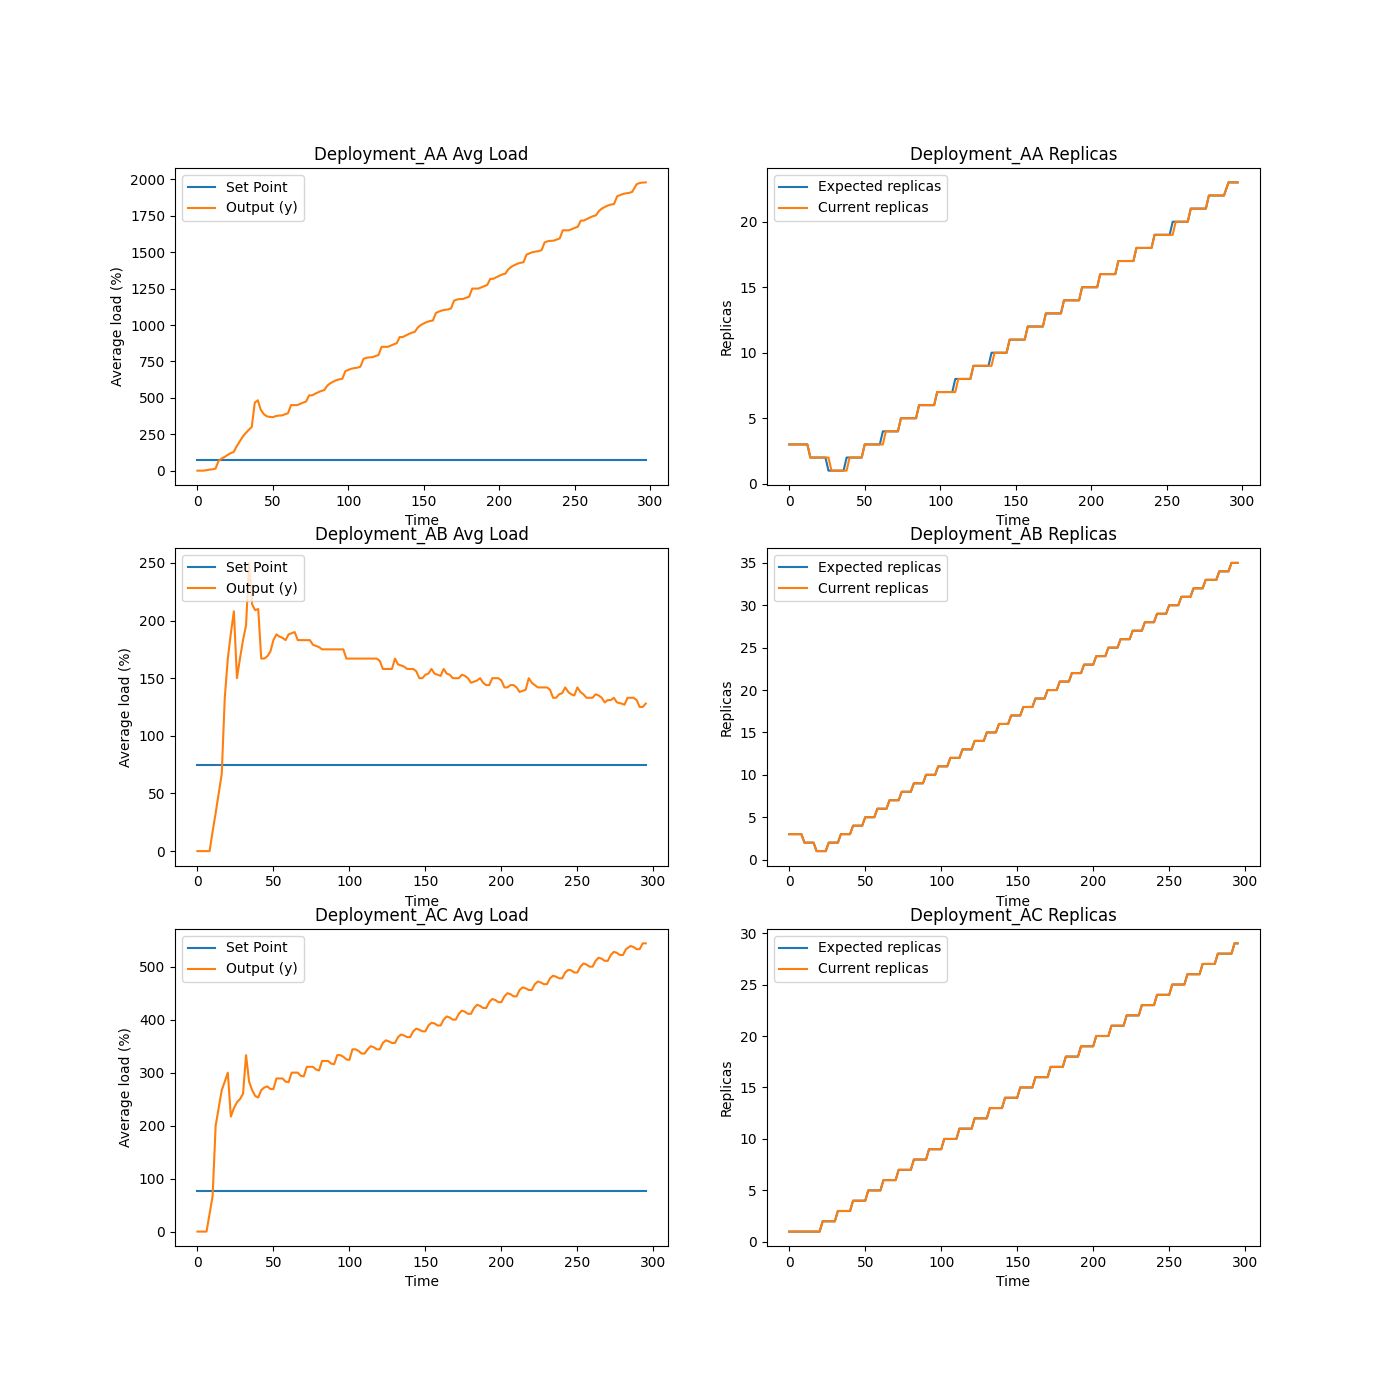 Deployment_AA Avg Load
Set Point
Output (y)
Average load (%)
2000
1750
1500
1250
1000
750
500
250
0
0 50 100 150 200 250 300
Time
Deployment_AA Replicas
Expected replicas
Current replicas
Replicas
20
15
10
5
0
0 50 100 150 200 250 300
Time
Deployment_AB Avg Load
Set Point
Output (y)
Average load (%)
250
200
150
100
50
0
0 50 100 150 200 250 300
Time
Deployment_AB Replicas
Expected replicas
Current replicas
Replicas
35
30
25
20
15
10
5
0
0 50 100 150 200 250 300
Time
Deployment_AC Avg Load
Set Point
Output (y)
Average load (%)
500
400
300
200
100
0
0 50 100 150 200 250 300
Time
Deployment_AC Replicas
Expected replicas
Current replicas
Replicas
30
25
20
15
10
5
0
0 50 100 150 200 250 300
Time